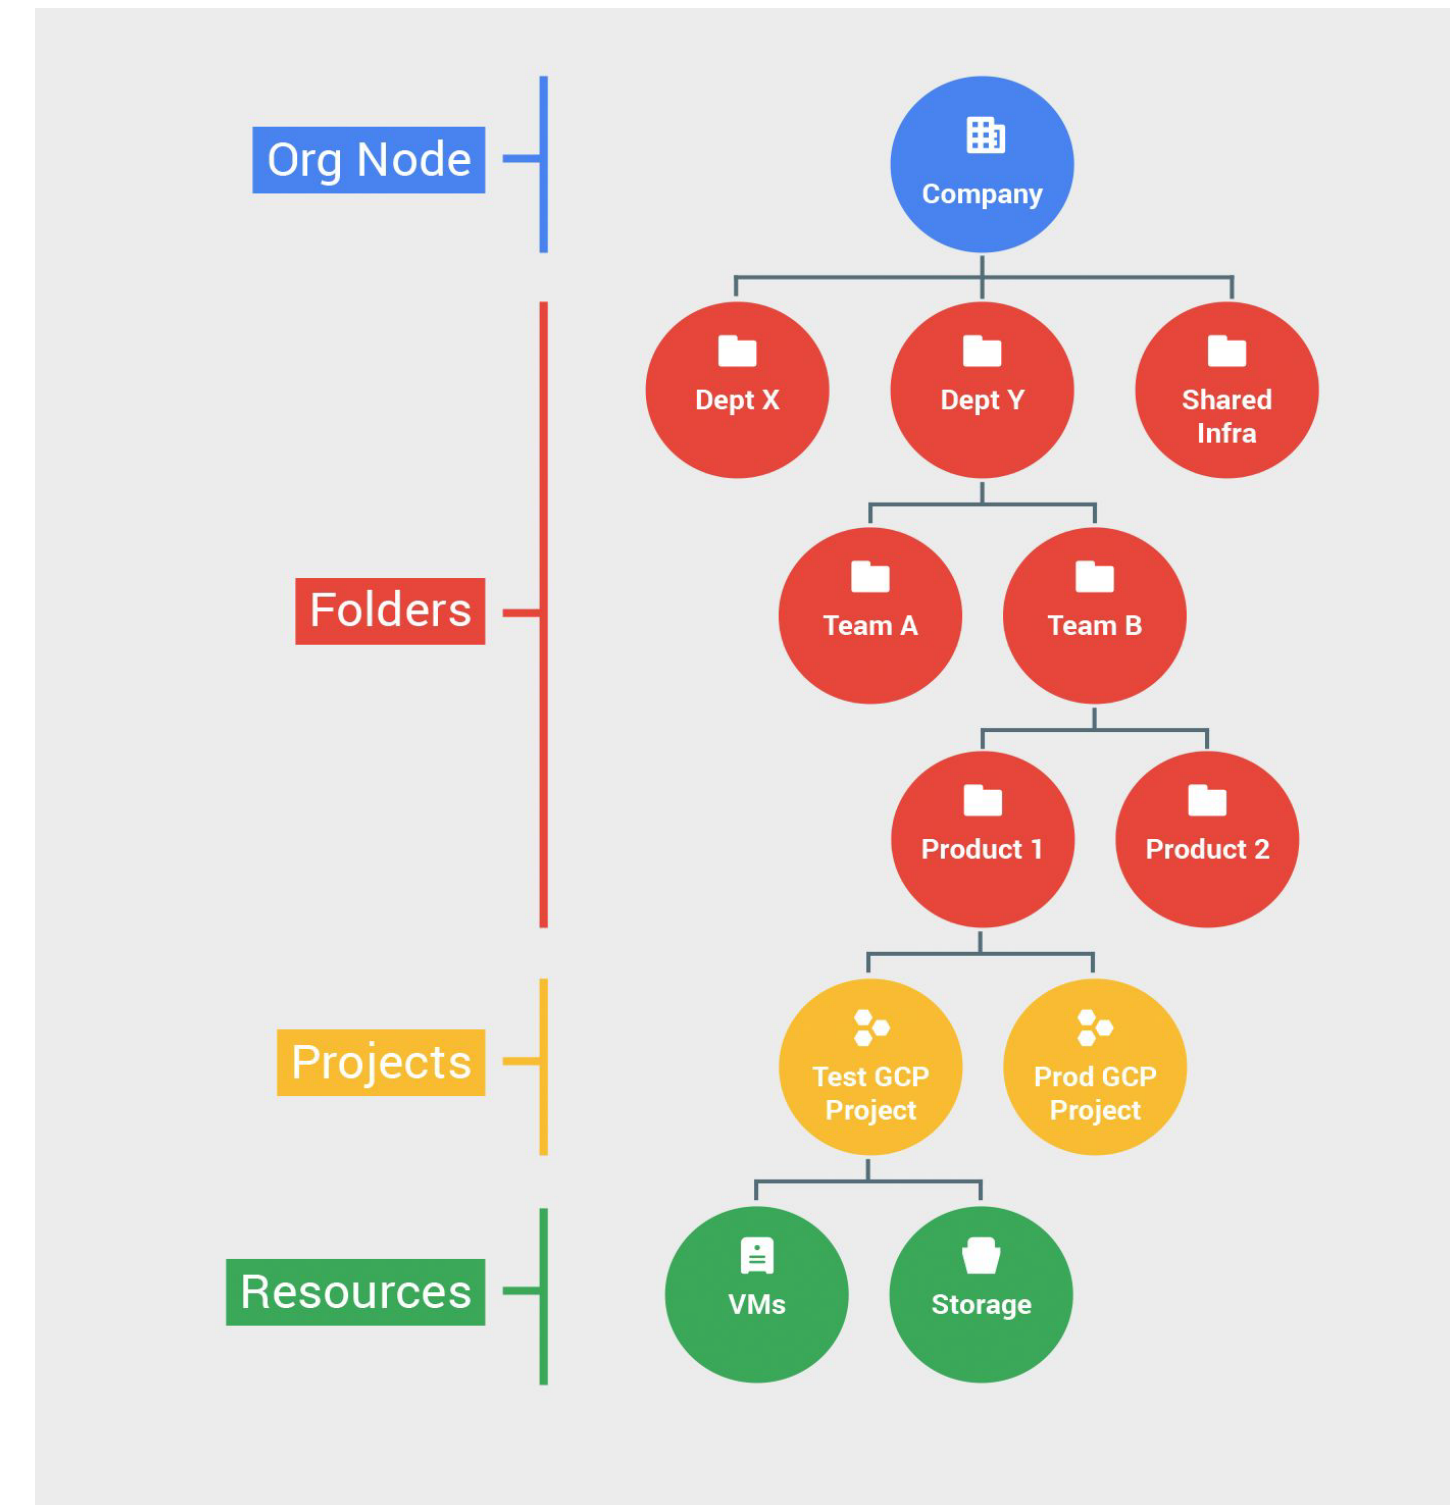 Org Node
Company
Dept X
Dept Y
Shared
Infra
Folders
Team A
Team B
Product 1
Product 2
Projects
Test GCP
Project
Prod GCP
Project
Resources
VMs
Storage